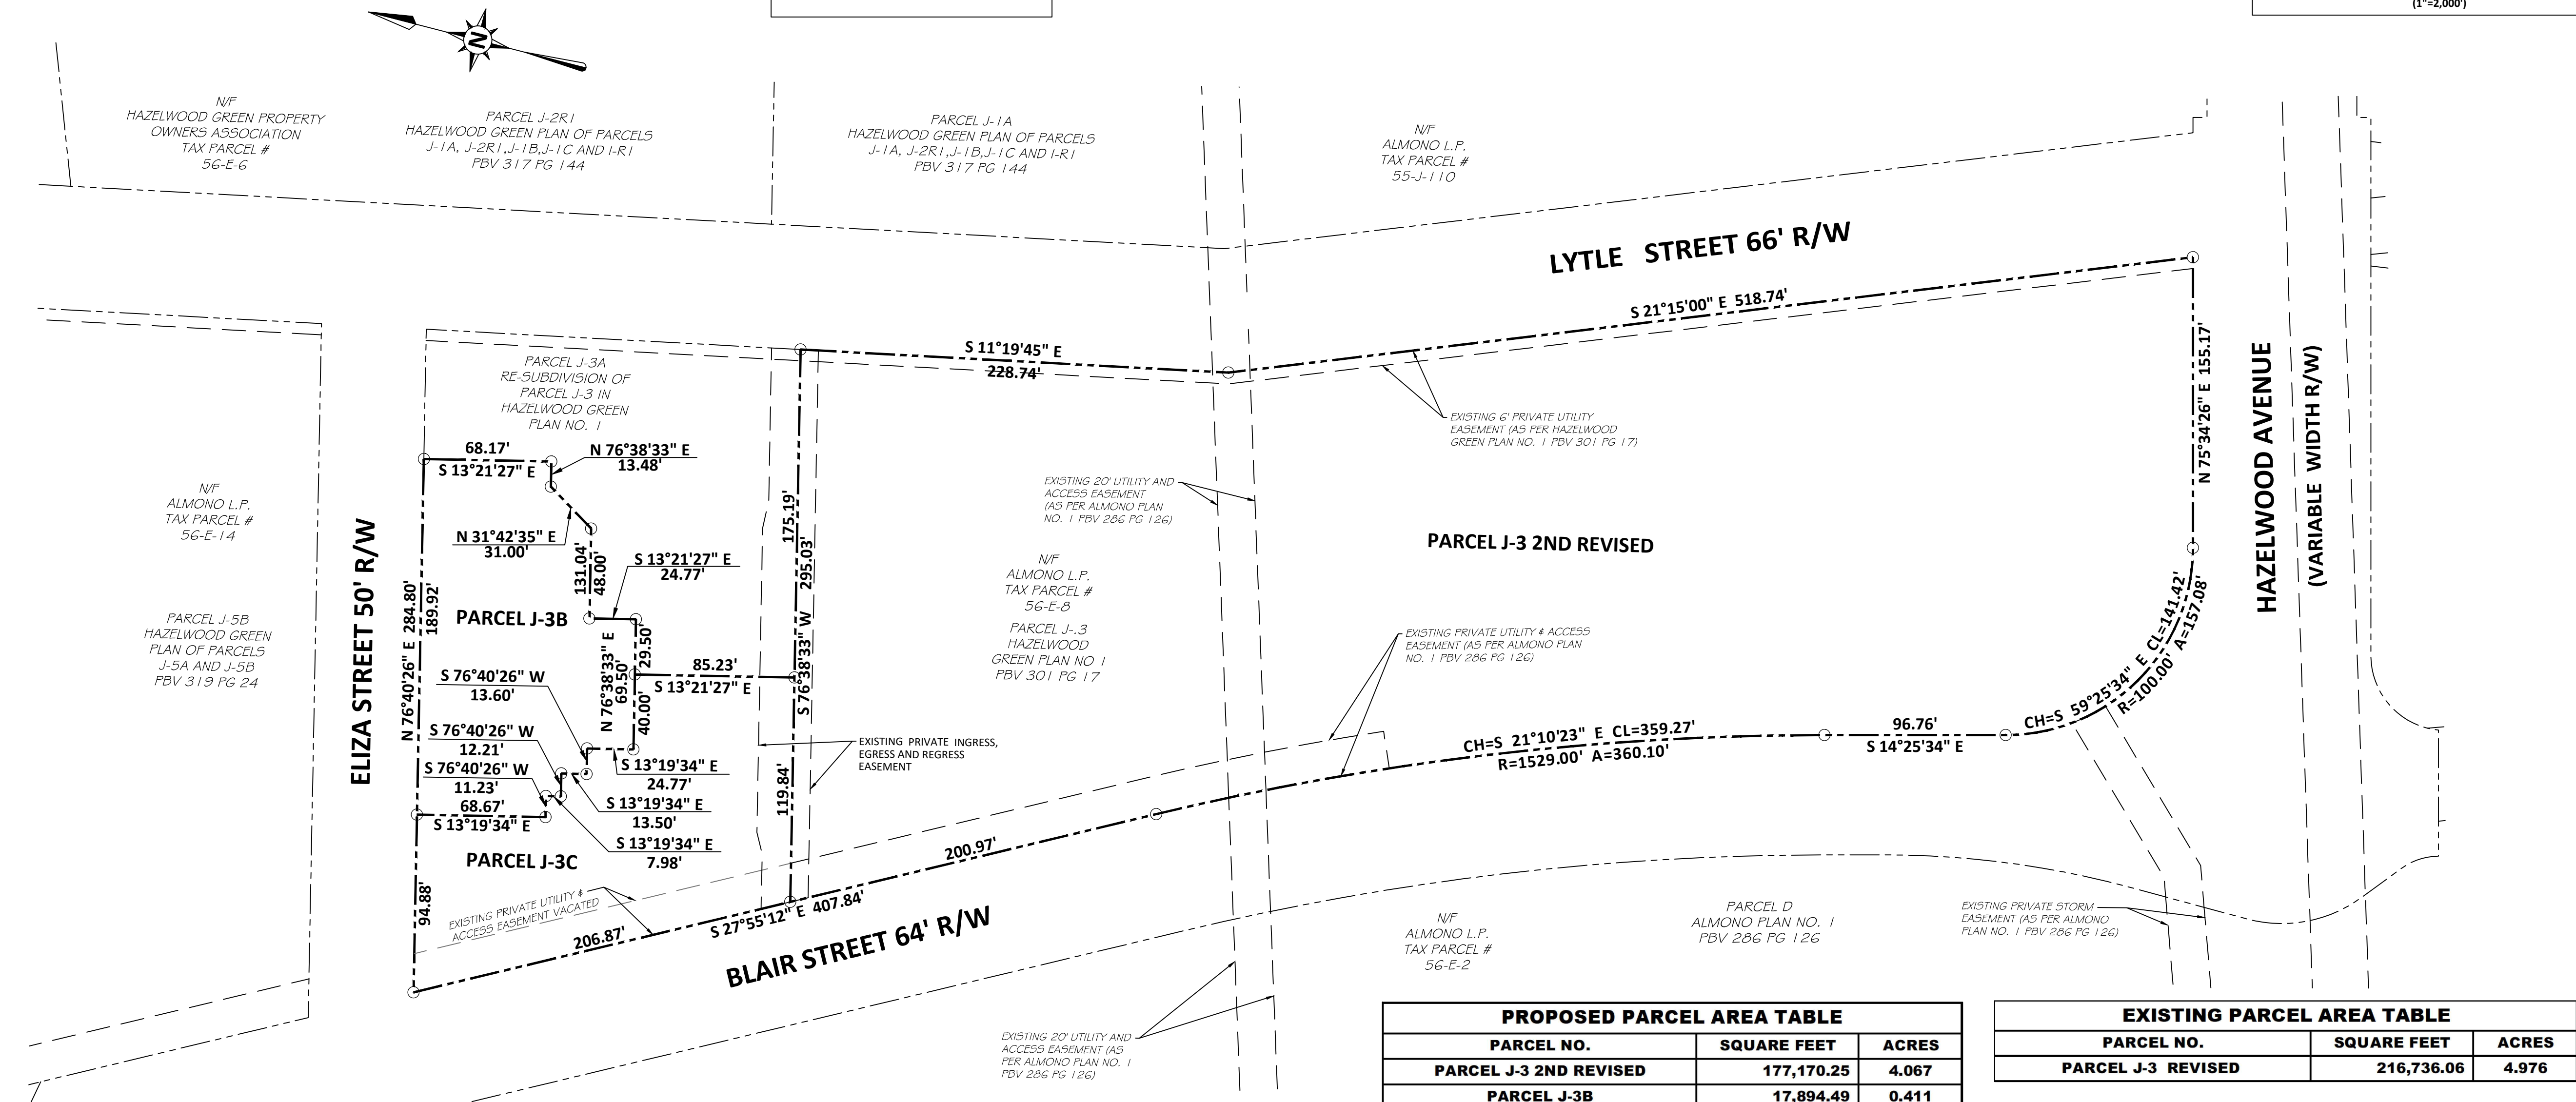 (1"=2,000')
N
N/F
HAZELWOOD GREEN PROPERTY
OWNERS ASSOCIATION
TAX PARCEL #
56-E-6
PARCEL J-2R1
HAZELWOOD GREEN PLAN OF PARCELS
J-1A, J-2R1,J-1B,J-1C AND I-R1
PBV 317 PG 144
PARCEL J-1A
HAZELWOOD GREEN PLAN OF PARCELS
J-1A, J-2R1,J-1B,J-1C AND I-R1
PBV 317 PG 144
N/F
ALMONO L.P.
TAX PARCEL #
55-J-110
LYTLE STREET 66' R/W
S 21°15'00" E 518.74'
S 11°19'45" E
228.74'
N 75°34'26" E 155.17'
HAZELWOOD AVENUE
(VARIABLE WIDTH R/W)
PARCEL J-3A
RE-SUBDIVISION OF
PARCEL J-3 IN
HAZELWOOD GREEN
PLAN NO. 1
EXISTING 6' PRIVATE UTILITY
EASEMENT (AS PER HAZELWOOD
GREEN PLAN NO. 1 PBV 301 PG 17)
68.17'
S 13°21'27" E
N 76°38'33" E
13.48'
N 31°42'35" E
31.00'
131.04'
48.00'
S 13°21'27" E
24.77'
175.19'
S 76°38'33" W 295.03'
119.84'
EXISTING 20' UTILITY AND
ACCESS EASEMENT
(AS PER ALMONO PLAN
NO. 1 PBV 286 PG 126)
PARCEL J-3 2ND REVISED
N/F
ALMONO L.P.
TAX PARCEL #
56-E-14
ELIZA STREET 50' R/W
N 76°40'26" E 284.80'
189.92'
94.88'
PARCEL J-3B
N/F
ALMONO L.P.
TAX PARCEL #
56-E-8
PARCEL J-.3
HAZELWOOD
GREEN PLAN NO 1
PBV 301 PG 17
PARCEL J-5B
HAZELWOOD GREEN
PLAN OF PARCELS
J-5A AND J-5B
PBV 319 PG 24
N 76°38'33" E
69.50'
29.50'
40.00'
85.23'
S 13°21'27" E
S 76°40'26" W
13.60'
S 76°40'26" W
12.21'
S 76°40'26" W
11.23'
68.67'
S 13°19'34" E
S 13°19'34" E
24.77'
S 13°19'34" E
13.50'
S 13°19'34" E
7.98'
EXISTING PRIVATE INGRESS,
EGRESS AND REGRESS
EASEMENT
EXISTING PRIVATE UTILITY & ACCESS
EASEMENT (AS PER ALMONO PLAN
NO. 1 PBV 286 PG 126)
CH=S 21°10'23" E CL=359.27'
R=1529.00' A=360.10'
96.76'
S 14°25'34" E
CH=S 59°25'34" E CL=141.42'
R=100.00' A=157.08'
PARCEL J-3C
EXISTING PRIVATE UTILITY &
ACCESS EASEMENT VACATED
206.87'
S 27°55'12" E 407.84'
200.97'
BLAIR STREET 64' R/W
N/F
ALMONO L.P.
TAX PARCEL #
56-E-2
PARCEL D
ALMONO PLAN NO. 1
PBV 286 PG 126
EXISTING PRIVATE STORM
EASEMENT (AS PER ALMONO
PLAN NO. 1 PBV 286 PG 126)
EXISTING 20' UTILITY AND
ACCESS EASEMENT (AS
PER ALMONO PLAN NO. 1
PBV 286 PG 126)
PROPOSED PARCEL AREA TABLE
PARCEL NO. SQUARE FEET ACRES
PARCEL J-3 2ND REVISED 177,170.25 4.067
PARCEL J-3B 17,894.49 0.411
EXISTING PARCEL AREA TABLE
PARCEL NO. SQUARE FEET ACRES
PARCEL J-3 REVISED 216,736.06 4.976